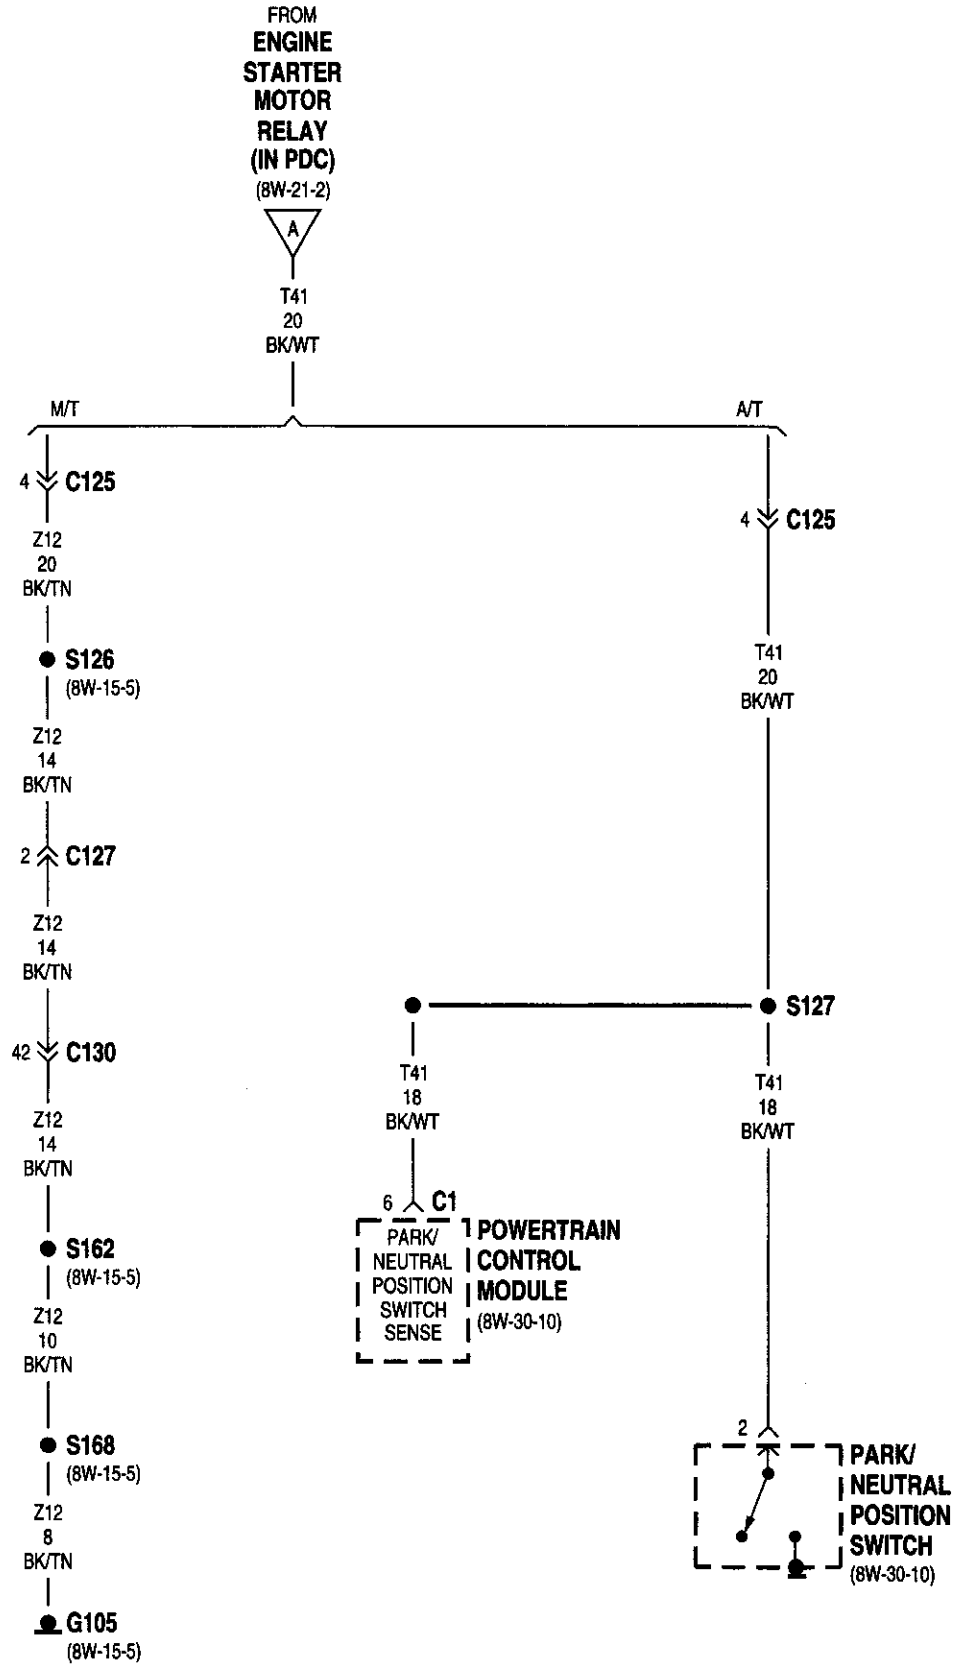 FROM
ENGINE
STARTER
MOTOR
RELAY
(IN PDC)
(8W-21-2)
A
T41
20
BK/WT
M/T
A/T
4 C125
Z12
20
BK/TN
S126
(8W-15-5)
Z12
14
BK/TN
2 C127
Z12
14
BK/TN
42 C130
Z12
14
BK/TN
S162
(8W-15-5)
Z12
10
BK/TN
S168
(8W-15-5)
Z12
8
BK/TN
G105
(8W-15-5)
4 C125
T41
20
BK/WT
S127
T41
18
BK/WT
6 C1
PARK/
NEUTRAL
POSITION
SWITCH
SENSE
POWERTRAIN
CONTROL
MODULE
(8W-30-10)
T41
18
BK/WT
2
PARK/
NEUTRAL
POSITION
SWITCH
(8W-30-10)